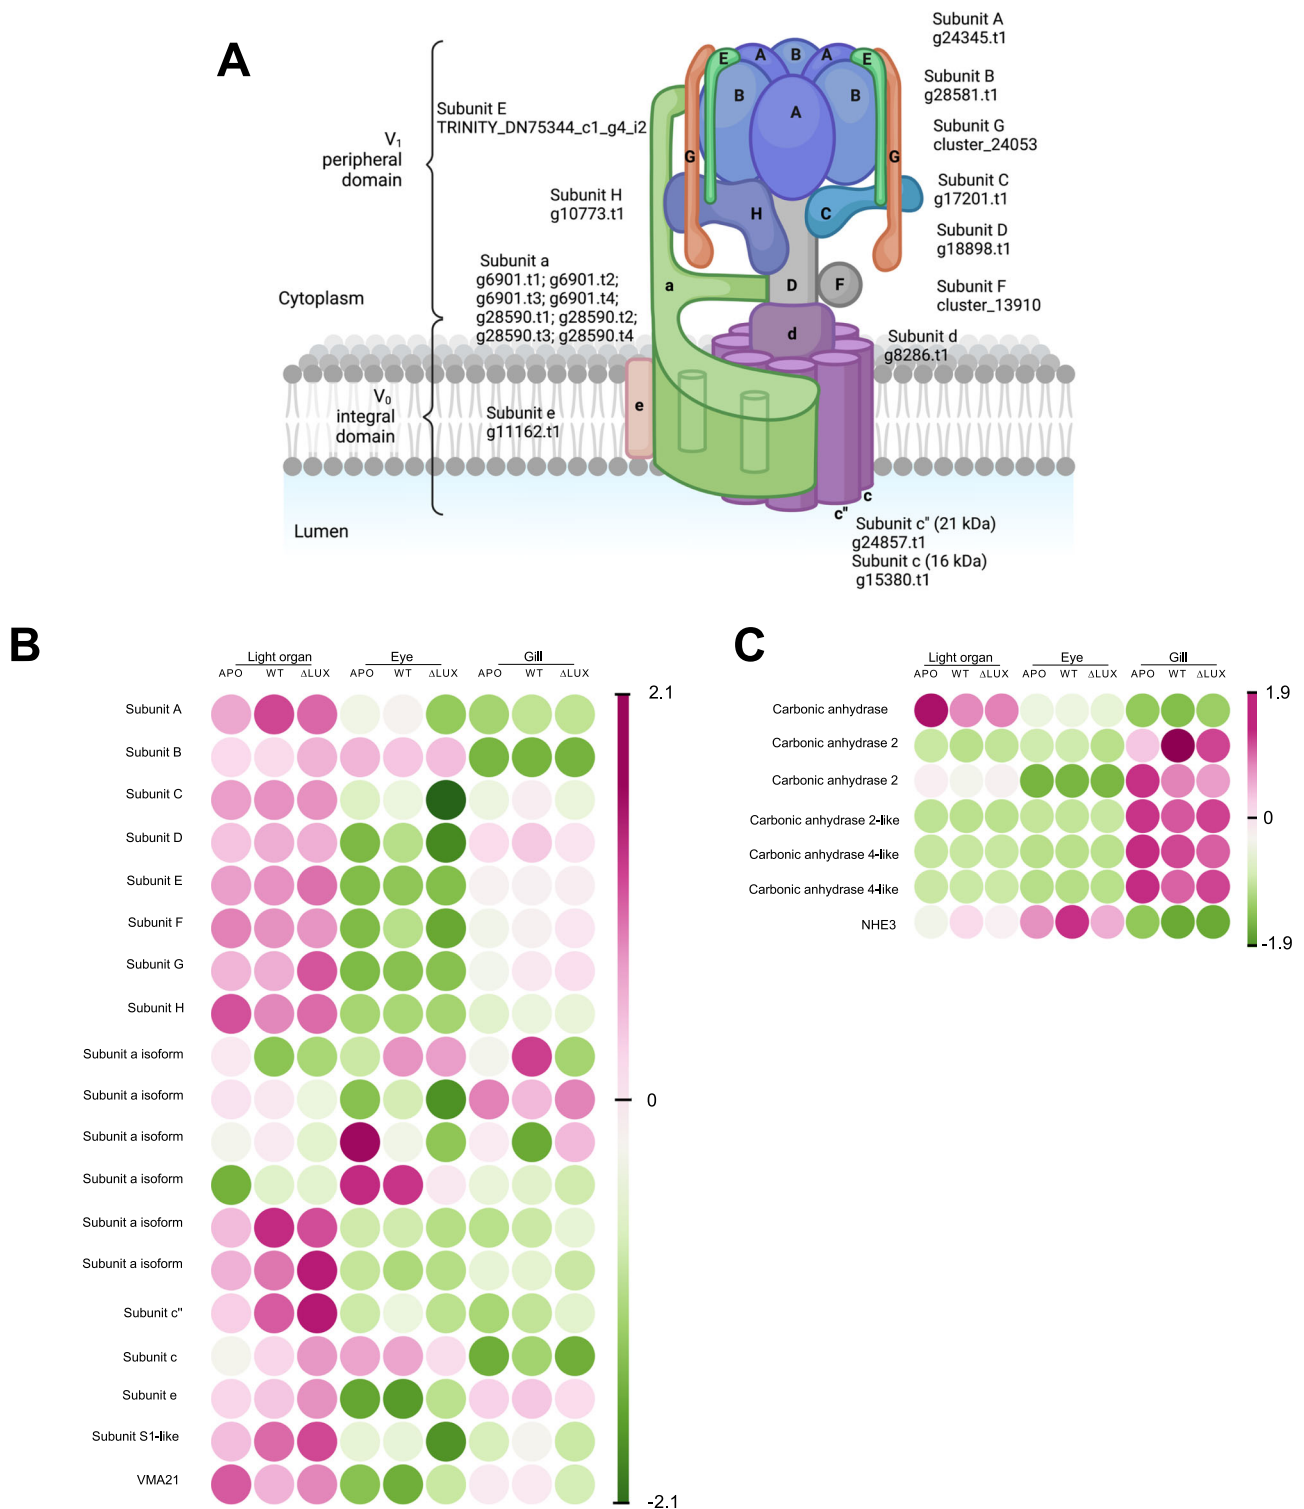 A
V1
peripheral
domain
Subunit E
TRINITY_DN75344_c1_g4_i2
Subunit H
g10773.t1
Subunit a
g6901.t1; g6901.t2;
g6901.t3; g6901.t4;
g28590.t1; g28590.t2;
g28590.t3; g28590.t4
Cytoplasm
V0
integral
domain
Subunit e
g11162.t1
Lumen
E
A
B
A
E
B
A
B
G
G
H
C
a
D
F
d
e
c
c"
Subunit A
g24345.t1
Subunit B
g28581.t1
Subunit G
cluster_24053
Subunit C
g17201.t1
Subunit D
g18898.t1
Subunit F
cluster_13910
Subunit d
g8286.t1
Subunit c" (21 kDa)
g24857.t1
Subunit c (16 kDa)
g15380.t1
B
Light organ Eye Gill
APO WT ΔLUX APO WT ΔLUX APO WT ΔLUX
Subunit A
Subunit B
Subunit C
Subunit D
Subunit E
Subunit F
Subunit G
Subunit H
Subunit a isoform
Subunit a isoform
Subunit a isoform
Subunit a isoform
Subunit a isoform
Subunit a isoform
Subunit c"
Subunit c
Subunit e
Subunit S1-like
VMA21
2.1
0
-2.1
C
Light organ Eye Gill
APO WT ΔLUX APO WT ΔLUX APO WT ΔLUX
Carbonic anhydrase
Carbonic anhydrase 2
Carbonic anhydrase 2
Carbonic anhydrase 2-like
Carbonic anhydrase 4-like
Carbonic anhydrase 4-like
NHE3
1.9
0
-1.9